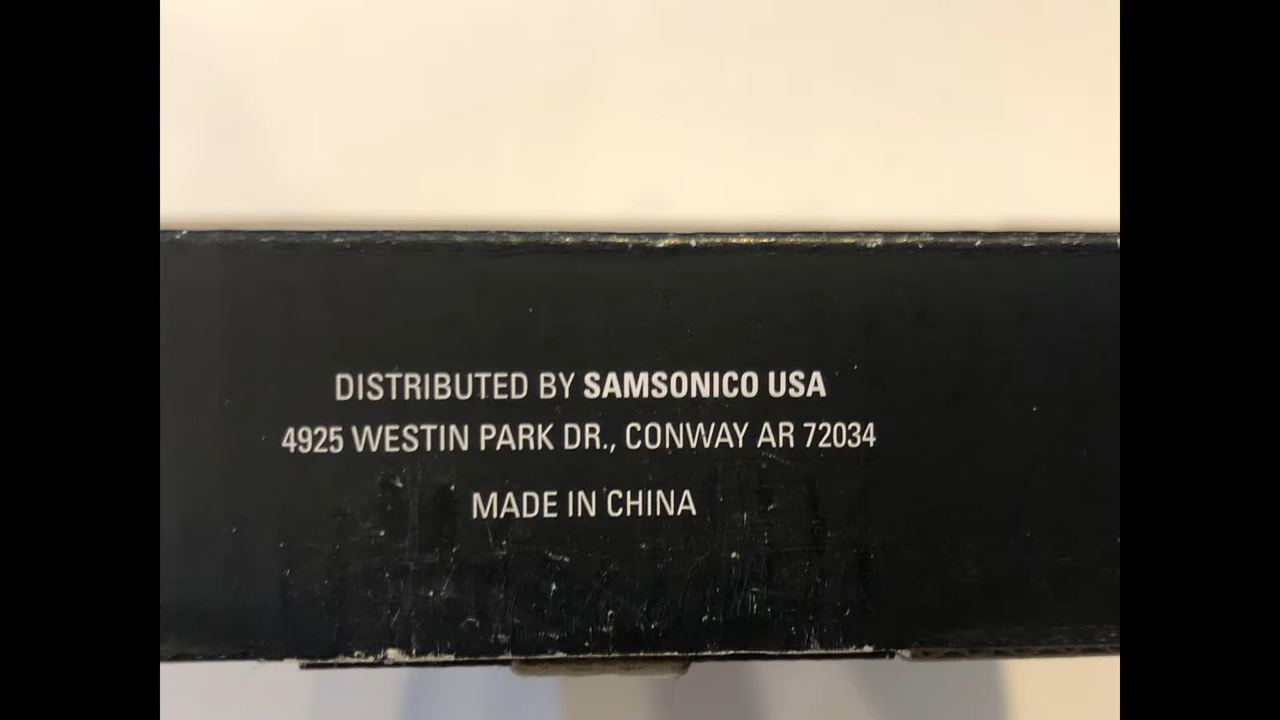 DISTRIBUTED BY SAMSONICO USA
4925 WESTIN PARK DR., CONWAY AR 72034
MADE IN CHINA